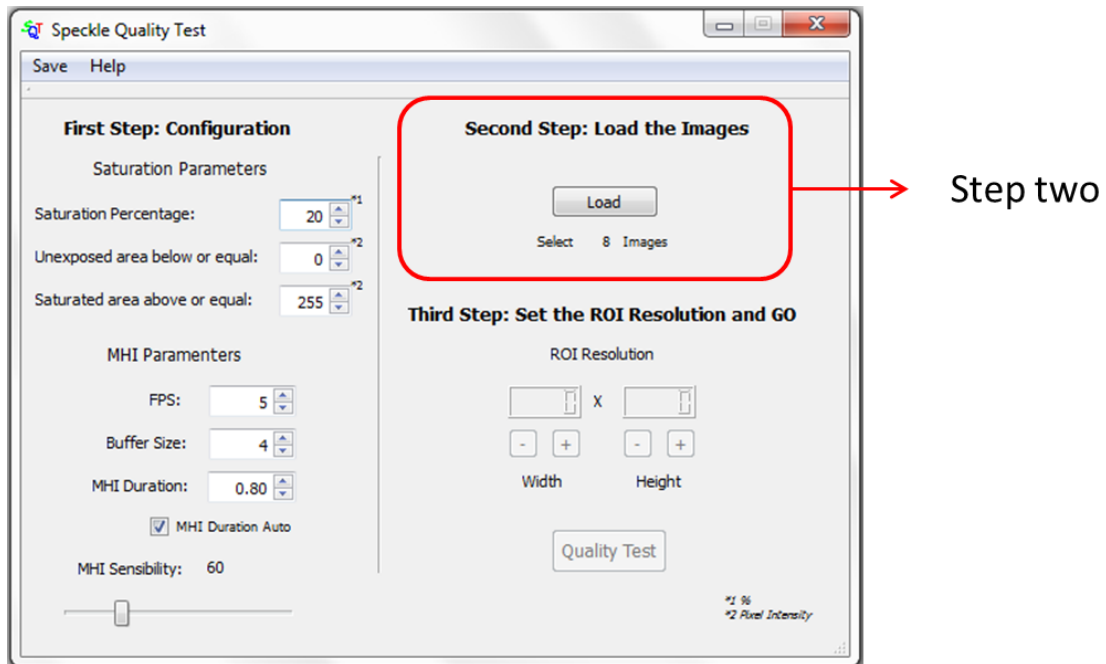 SQT Speckle Quality Test
Save Help
First Step: Configuration
Saturation Parameters
Saturation Percentage: 20 *1
Unexposed area below or equal: 0 *2
Saturated area above or equal: 255 *2
MHI Paramenters
FPS: 5
Buffer Size: 4
MHI Duration: 0.80
MHI Duration Auto
MHI Sensibility: 60
Second Step: Load the Images
Load
Select 8 Images
Step two
Third Step: Set the ROI Resolution and GO
ROI Resolution
0 X 0
- + - +
Width Height
Quality Test
*1 %
*2 Pixel Intensity